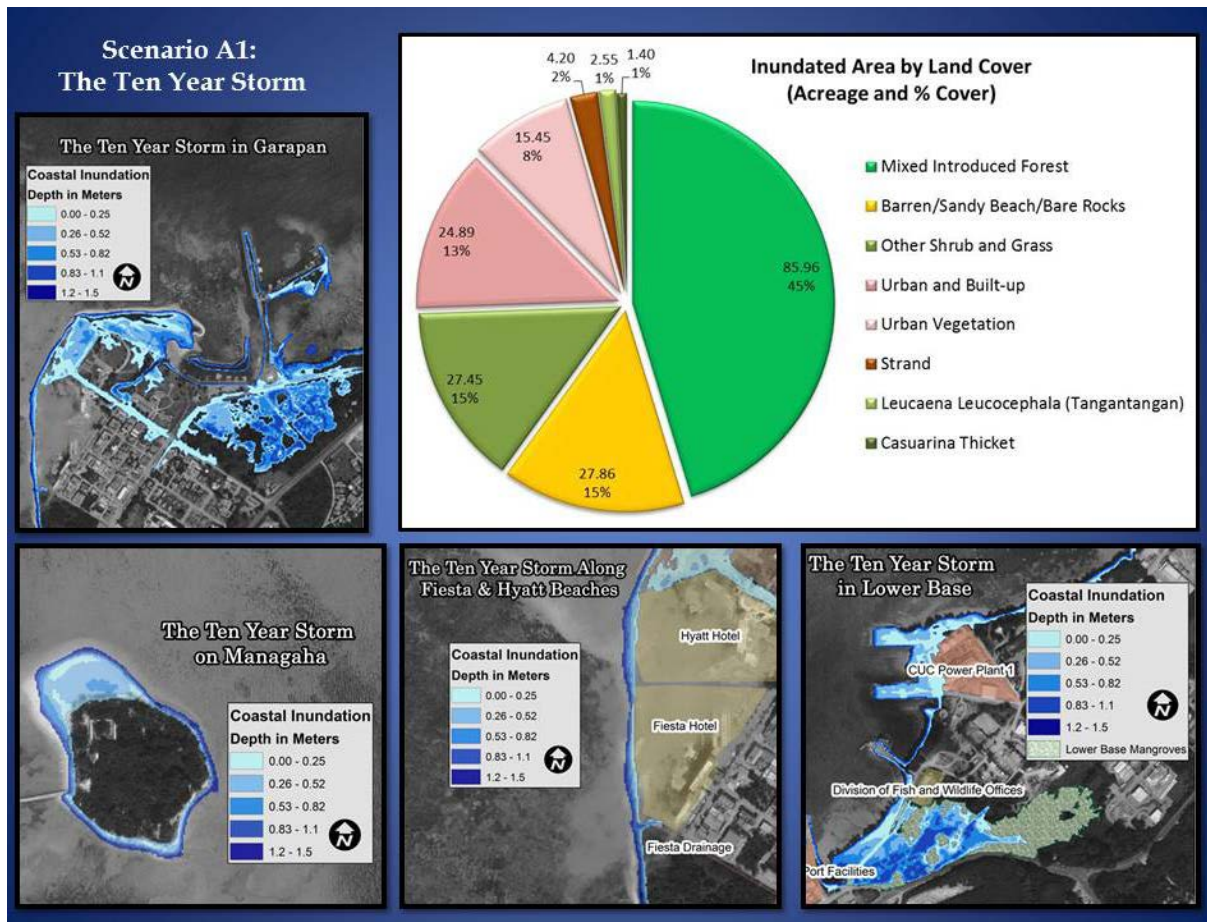 Scenario A1:
The Ten Year Storm
The Ten Year Storm in Garapan
Coastal Inundation
Depth in Meters
0.00 - 0.25
0.26 - 0.52
0.53 - 0.82
0.83 - 1.1
1.2 - 1.5
N
Inundated Area by Land Cover
(Acreage and % Cover)
4.20
2%
2.55
1%
1.40
1%
15.45
8%
24.89
13%
27.45
15%
27.86
15%
85.96
45%
Mixed Introduced Forest
Barren/Sandy Beach/Bare Rocks
Other Shrub and Grass
Urban and Built-up
Urban Vegetation
Strand
Leucaena Leucocephala (Tangantangan)
Casuarina Thicket
The Ten Year Storm
on Managaha
Coastal Inundation
Depth in Meters
0.00 - 0.25
0.26 - 0.52
0.53 - 0.82
0.83 - 1.1
1.2 - 1.5
N
The Ten Year Storm Along
Fiesta & Hyatt Beaches
Coastal Inundation
Depth in Meters
0.00 - 0.25
0.26 - 0.52
0.53 - 0.82
0.83 - 1.1
1.2 - 1.5
N
Hyatt Hotel
Fiesta Hotel
Fiesta Drainage
The Ten Year Storm
in Lower Base
Coastal Inundation
Depth in Meters
0.00 - 0.25
0.26 - 0.52
0.53 - 0.82
0.83 - 1.1
1.2 - 1.5
Lower Base Mangroves
N
CUC Power Plant 1
Division of Fish and Wildlife Offices
Port Facilities